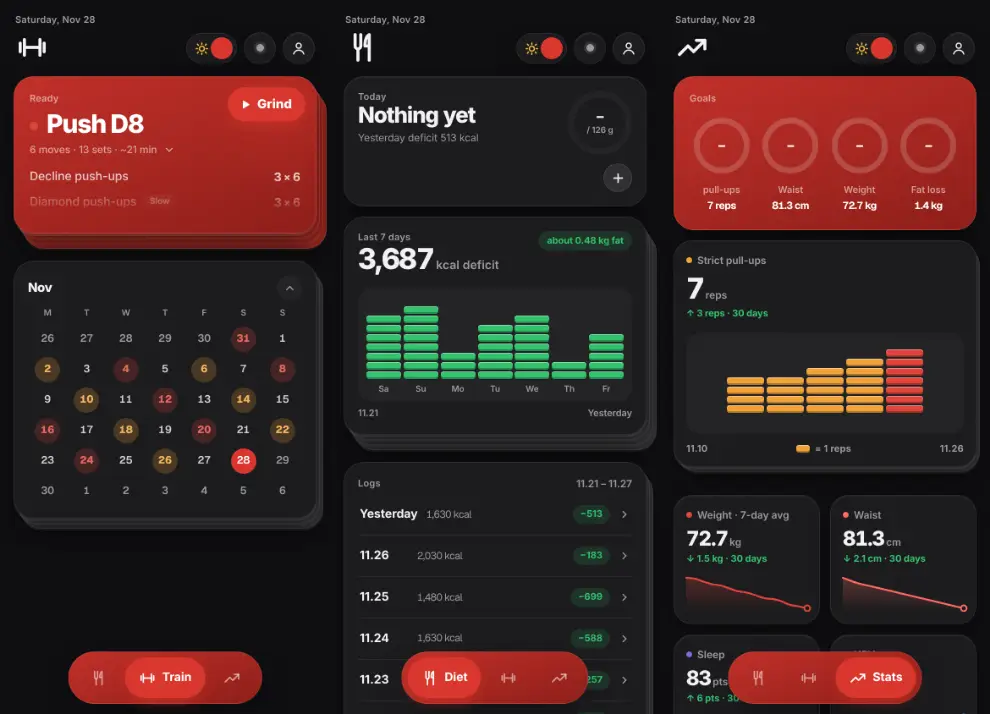 Saturday, Nov 28
Ready
Push D8
Grind
6 moves · 13 sets · ~21 min
Decline push-ups 3 × 6
Diamond push-ups Slow 3 × 6
Nov
M T W T F S S
26 27 28 29 30 31 1
2 3 4 5 6 7 8
9 10 11 12 13 14 15
16 17 18 19 20 21 22
23 24 25 26 27 28 29
30 1 2 3 4 5 6
Train
Saturday, Nov 28
Today
Nothing yet
Yesterday deficit 513 kcal
-
/ 126 g
+
Last 7 days
about 0.48 kg fat
3,687 kcal deficit
Sa Su Mo Tu We Th Fr
11.21 Yesterday
Logs 11.21 – 11.27
Yesterday 1,630 kcal −513
11.26 2,030 kcal −183
11.25 1,480 kcal −699
11.24 1,630 kcal −588
11.23 257
Diet
Saturday, Nov 28
Goals
- - - -
pull-ups Waist Weight Fat loss
7 reps 81.3 cm 72.7 kg 1.4 kg
Strict pull-ups
7 reps
↑ 3 reps · 30 days
11.10 = 1 reps 11.26
Weight · 7-day avg
72.7 kg
↓ 1.5 kg · 30 days
Waist
81.3 cm
↓ 2.1 cm · 30 days
Sleep
83 pts
↑ 6 pts · 30
Stats